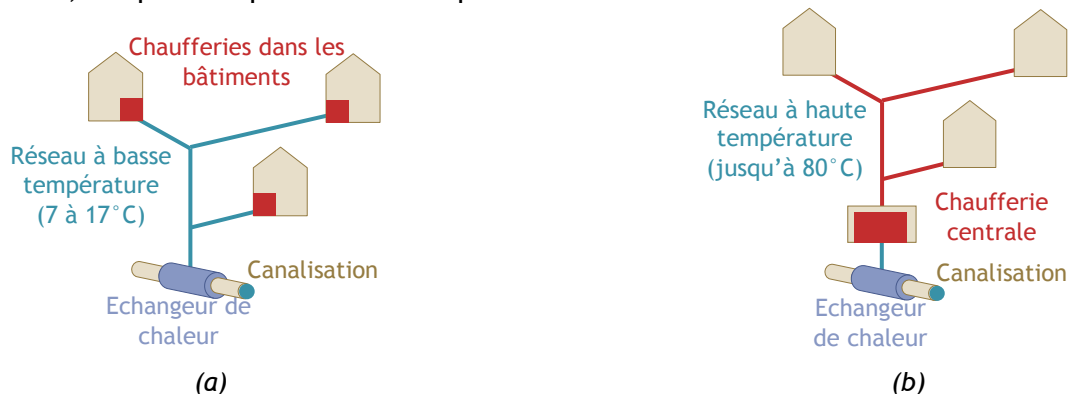 Chaufferies dans les
bâtiments
Réseau à basse
température
(7 à 17°C)
Canalisation
Echangeur de
chaleur
(a)
Réseau à haute
température
(jusqu'à 80°C)
Chaufferie
centrale
Canalisation
Echangeur
de chaleur
(b)